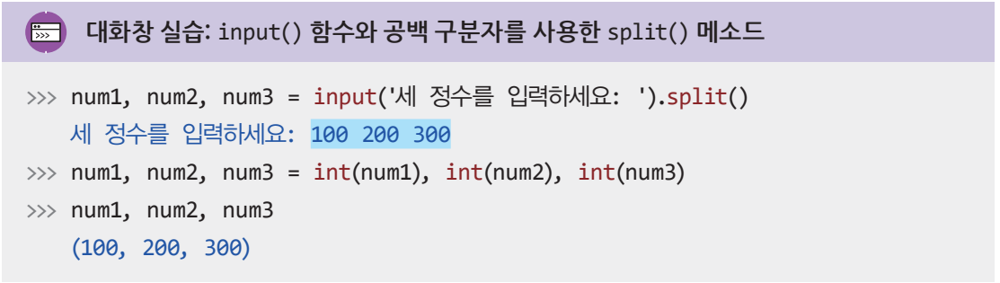 대화창 실습: input() 함수와 공백 구분자를 사용한 split() 메소드
>>> num1, num2, num3 = input('세 정수를 입력하세요: ').split()
세 정수를 입력하세요: 100 200 300
>>> num1, num2, num3 = int(num1), int(num2), int(num3)
>>> num1, num2, num3
(100, 200, 300)